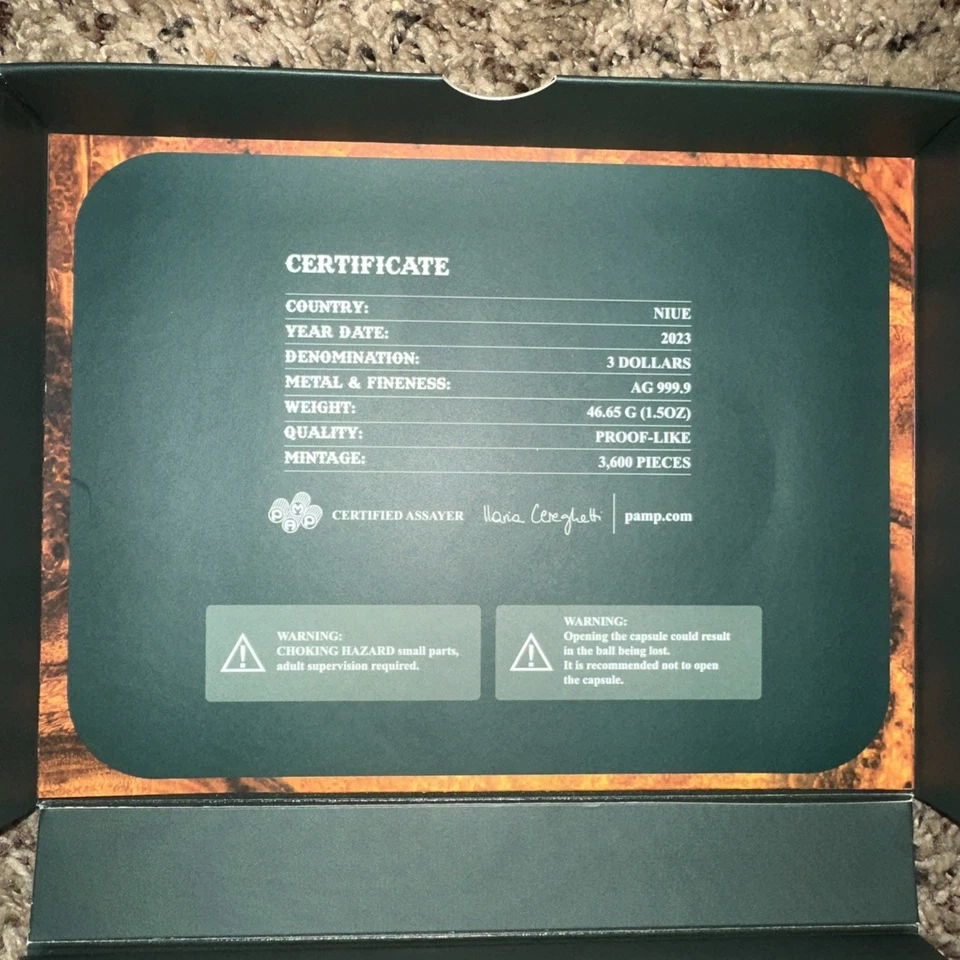 CERTIFICATE
COUNTRY: NIUE
YEAR DATE: 2023
DENOMINATION: 3 DOLLARS
METAL & FINENESS: AG 999.9
WEIGHT: 46.65 G (1.5OZ)
QUALITY: PROOF-LIKE
MINTAGE: 3,600 PIECES
PAMP CERTIFIED ASSAYER Ilaria Cereghetti pamp.com
WARNING:
CHOKING HAZARD small parts,
adult supervision required.
WARNING:
Opening the capsule could result
in the ball being lost.
It is recommended not to open
the capsule.